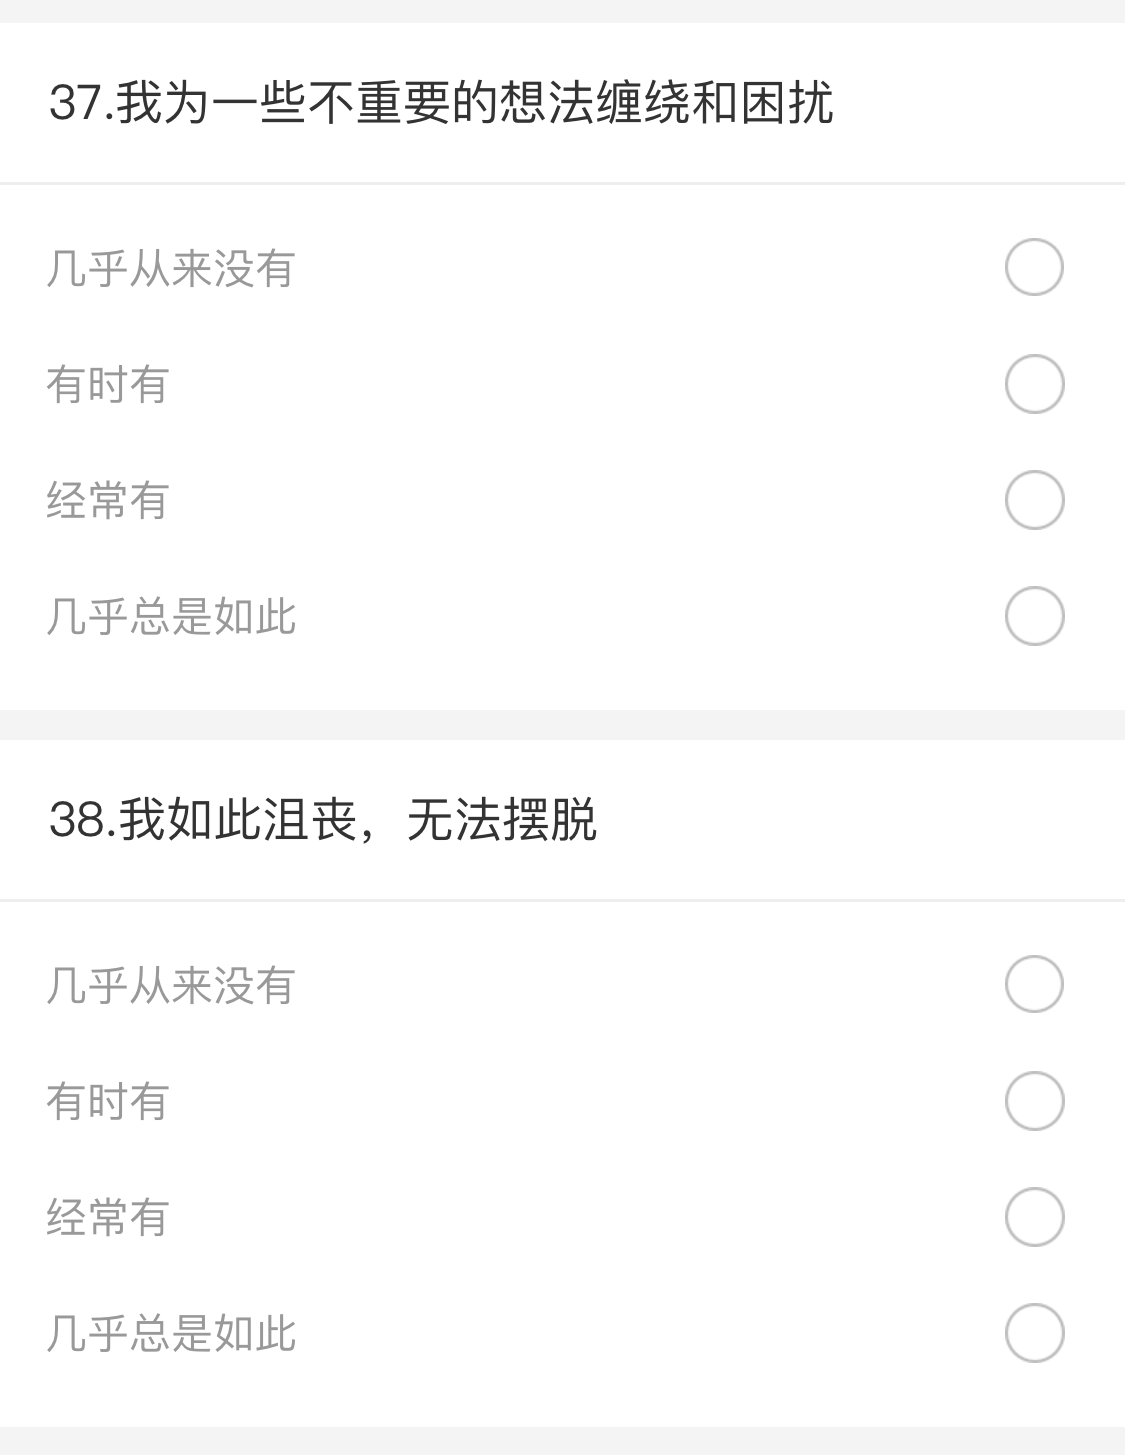 37.我为一些不重要的想法缠绕和困扰
几乎从来没有
有时有
经常有
几乎总是如此
38.我如此沮丧，无法摆脱
几乎从来没有
有时有
经常有
几乎总是如此